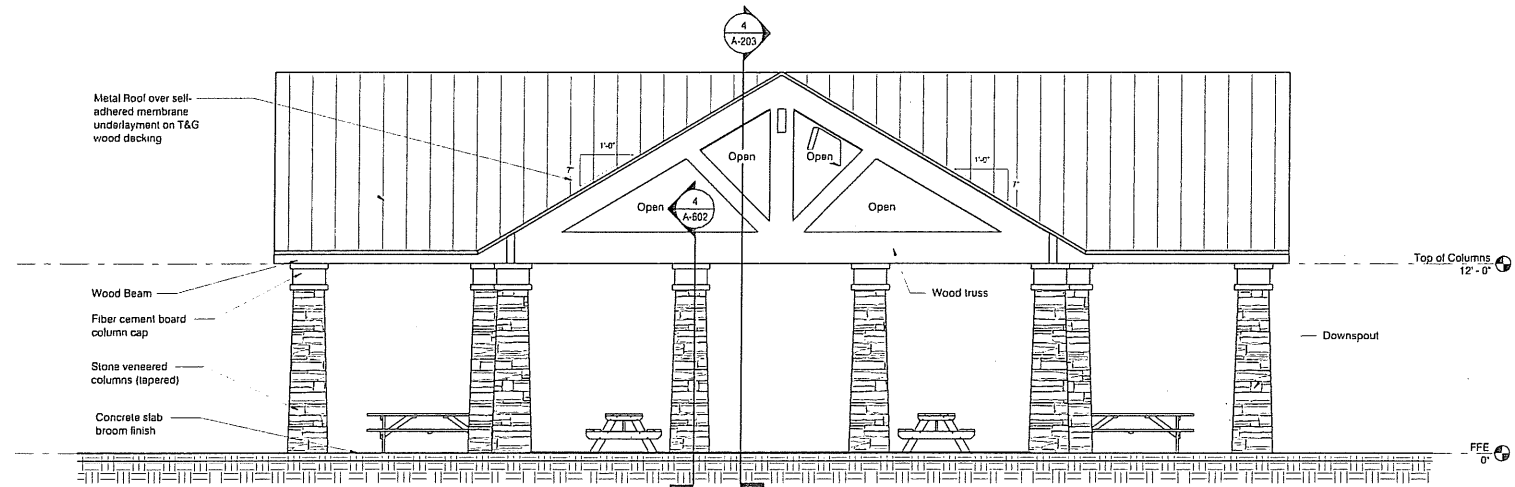 4
A-203
Metal Roof over self-
adhered membrane
underlayment on T&G
wood decking
1'-0"
7"
Open
Open
1'-0"
7"
Open
4
A-602
Open
Top of Columns
12' - 0"
Wood Beam
Wood truss
Fiber cement board
column cap
Downspout
Stone veneered
columns (tapered)
Concrete slab
broom finish
FFE
0"